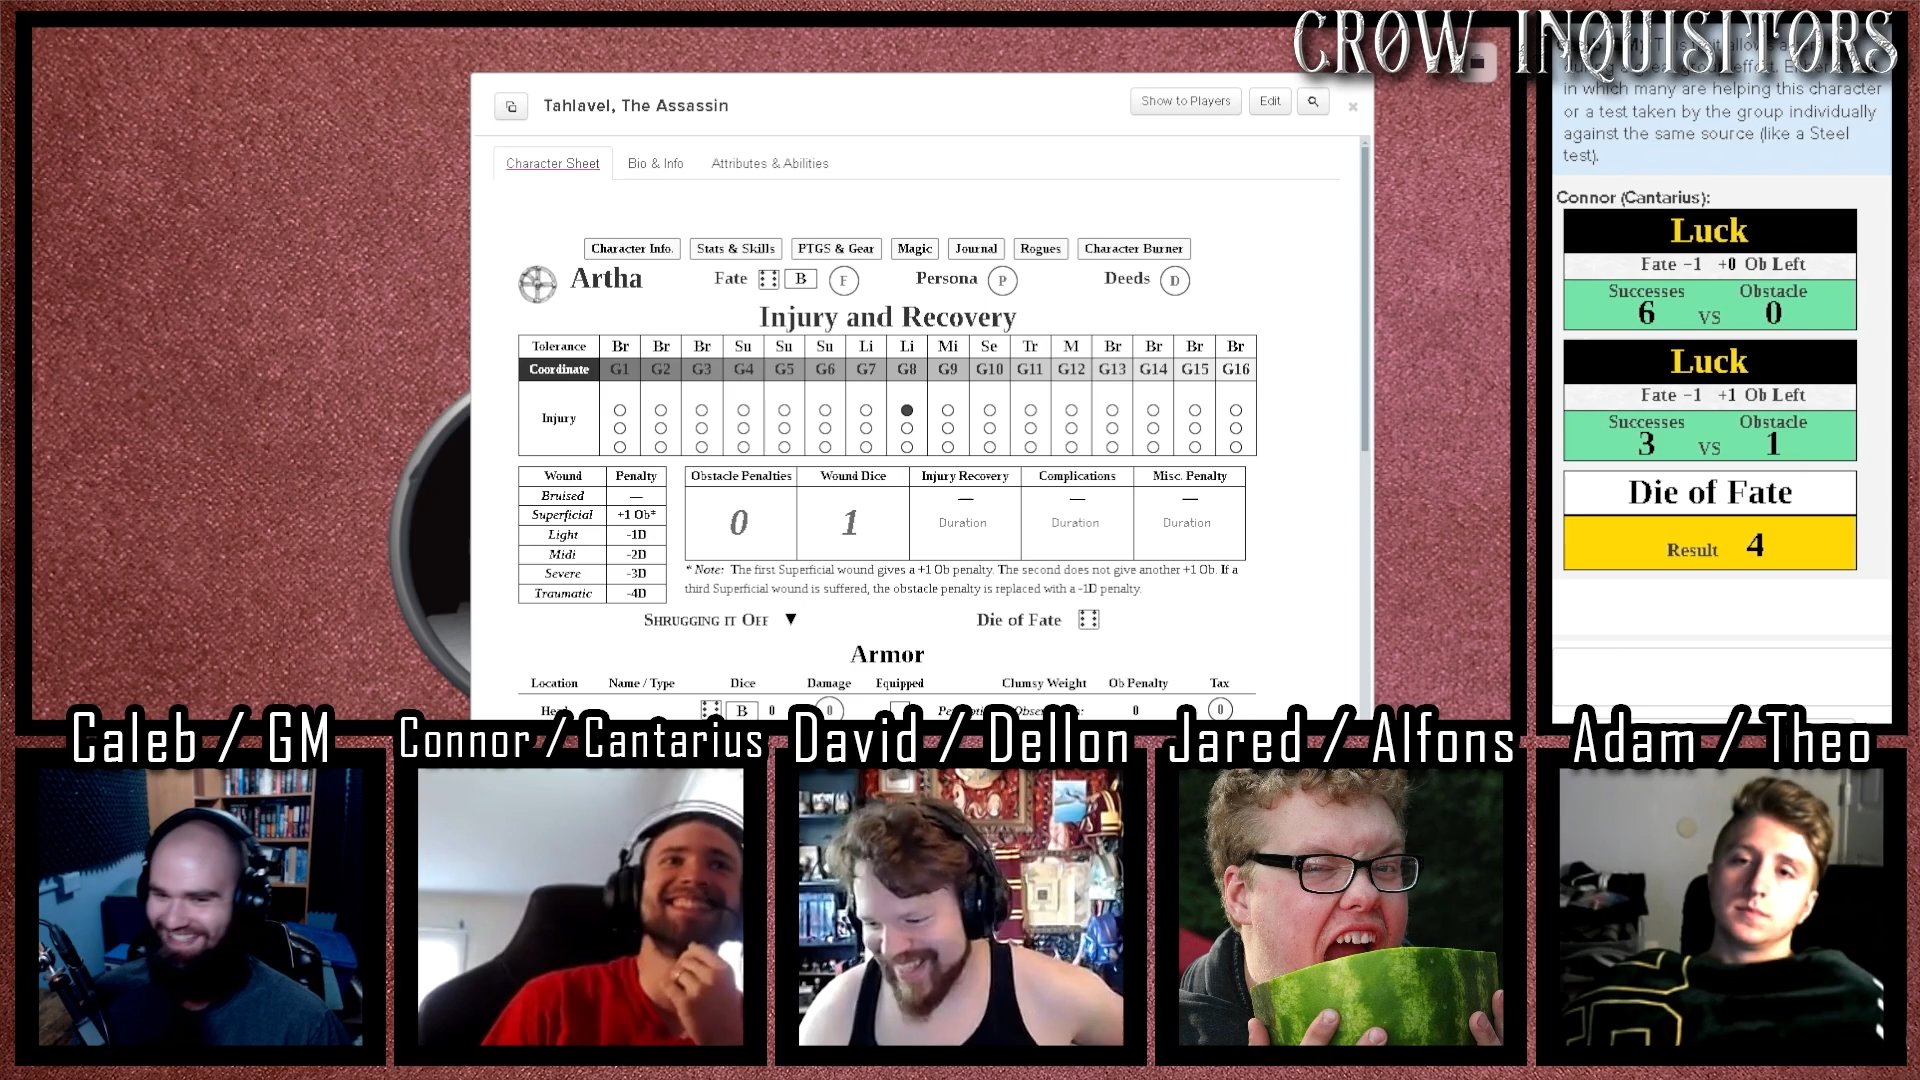 CROW INQUISITORS
Tahlavel, The Assassin
Show to Players
Edit
Character Sheet
Bio & Info
Attributes & Abilities
Character Info.
Stats & Skills
PTGS & Gear
Magic
Journal
Rogues
Character Burner
Artha
Fate B F
Persona P
Deeds D
Injury and Recovery
Tolerance Br Br Br Su Su Su Li Li Mi Se Tr M Br Br Br Br
Coordinate G1 G2 G3 G4 G5 G6 G7 G8 G9 G10 G11 G12 G13 G14 G15 G16
Injury
Wound Penalty
Bruised —
Superficial +1 Ob*
Light -1D
Midi -2D
Severe -3D
Traumatic -4D
Obstacle Penalties Wound Dice Injury Recovery Complications Misc. Penalty
— — —
0 1 Duration Duration Duration
* Note: The first Superficial wound gives a +1 Ob penalty. The second does not give another +1 Ob. If a
third Superficial wound is suffered, the obstacle penalty is replaced with a -1D penalty.
Shrugging it Off ▼
Die of Fate
Armor
Location Name / Type Dice Damage Equipped Clumsy Weight Ob Penalty Tax
B 0 0 0 0
in which many are helping this character
or a test taken by the group individually
against the same source (like a Steel
test).
Connor (Cantarius):
Luck
Fate -1 +0 Ob Left
Successes Obstacle
6 VS 0
Luck
Fate -1 +1 Ob Left
Successes Obstacle
3 VS 1
Die of Fate
Result 4
Caleb / GM
Connor / Cantarius
David / Dellon
Jared / Alfons
Adam / Theo